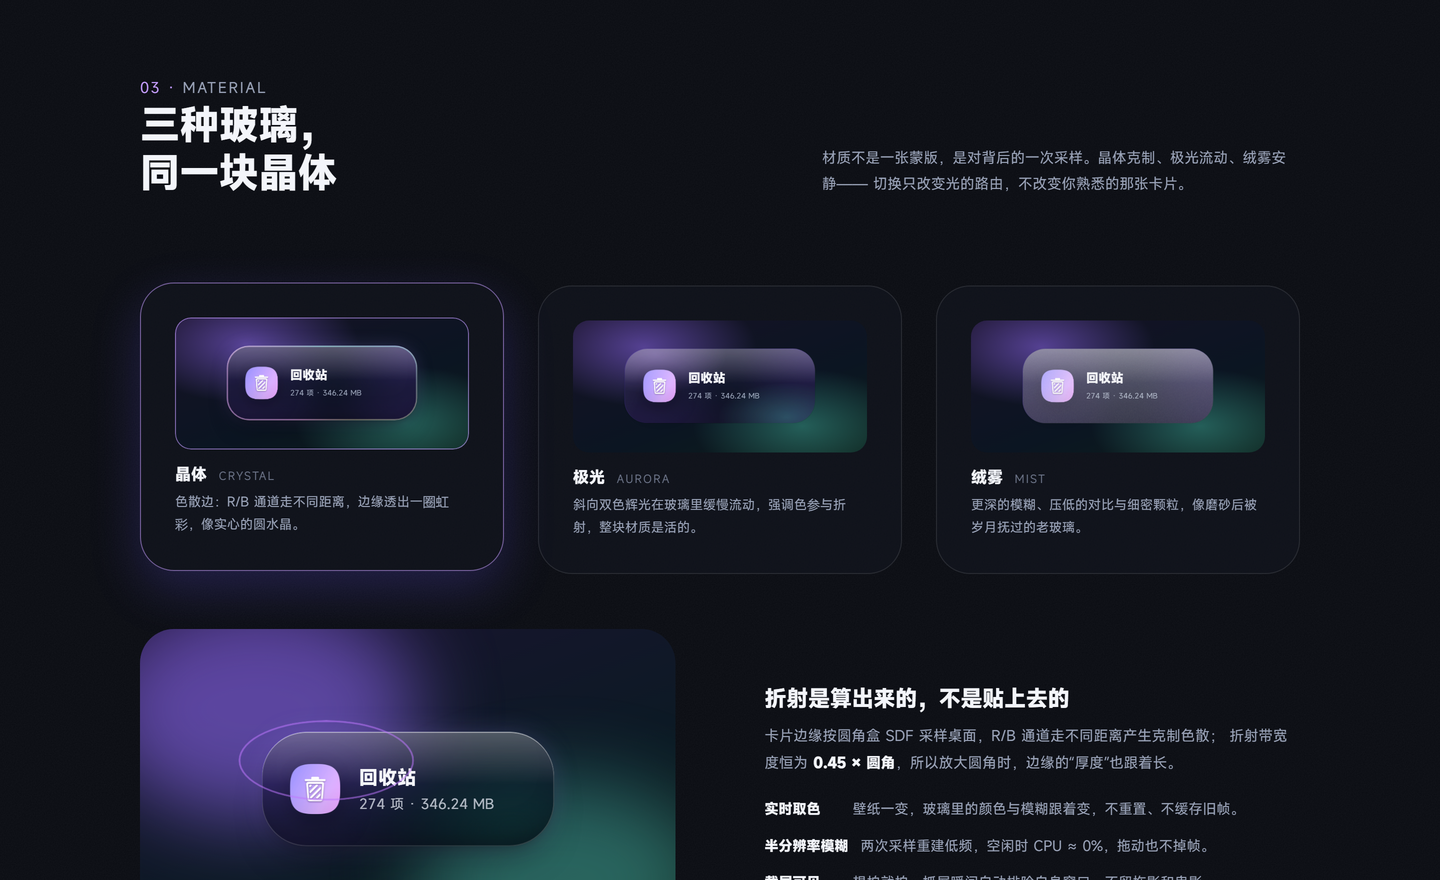 03 · MATERIAL
三种玻璃，
同一块晶体
材质不是一张蒙版，是对背后的一次采样。晶体克制、极光流动、绒雾安
静—— 切换只改变光的路由，不改变你熟悉的那张卡片。
回收站
274 项 · 346.24 MB
晶体 CRYSTAL
色散边：R/B 通道走不同距离，边缘透出一圈虹
彩，像实心的圆水晶。
回收站
274 项 · 346.24 MB
极光 AURORA
斜向双色辉光在玻璃里缓慢流动，强调色参与折
射，整块材质是活的。
回收站
274 项 · 346.24 MB
绒雾 MIST
更深的模糊、压低的对比与细密颗粒，像磨砂后被
岁月抚过的老玻璃。
回收站
274 项 · 346.24 MB
折射是算出来的，不是贴上去的
卡片边缘按圆角盒 SDF 采样桌面，R/B 通道走不同距离产生克制色散； 折射带宽
度恒为 0.45 × 圆角，所以放大圆角时，边缘的“厚度”也跟着长。
实时取色 壁纸一变，玻璃里的颜色与模糊跟着变，不重置、不缓存旧帧。
半分辨率模糊 两次采样重建低频，空闲时 CPU ≈ 0%，拖动也不掉帧。